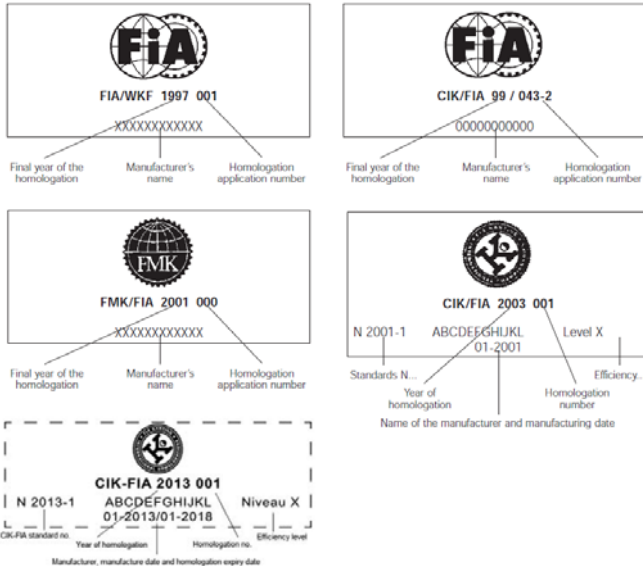 FiA
FIA/WKF 1997 001
XXXXXXXXXXXX
Final year of the
homologation
Manufacturer's
name
Homologation
application number
FiA
CIK/FIA 99 / 043-2
00000000000
Final year of the
homologation
Manufacturer's
name
Homologation
application number
FMK
FMK/FIA 2001 000
XXXXXXXXXXXX
Final year of the
homologation
Manufacturer's
name
Homologation
application number
CIK/FIA 2003 001
N 2001-1 ABCDEFGHIJKL Level X
01-2001
Standards N...
Efficiency..
Year of
homologation
Homologation
number
Name of the manufacturer and manufacturing date
CIK-FIA 2013 001
N 2013-1 ABCDEFGHIJKL Niveau X
01-2013/01-2018
CIK-FIA standard no.
Year of homologation
Homologation no.
Efficiency level
Manufacturer, manufacture date and homologation expiry date